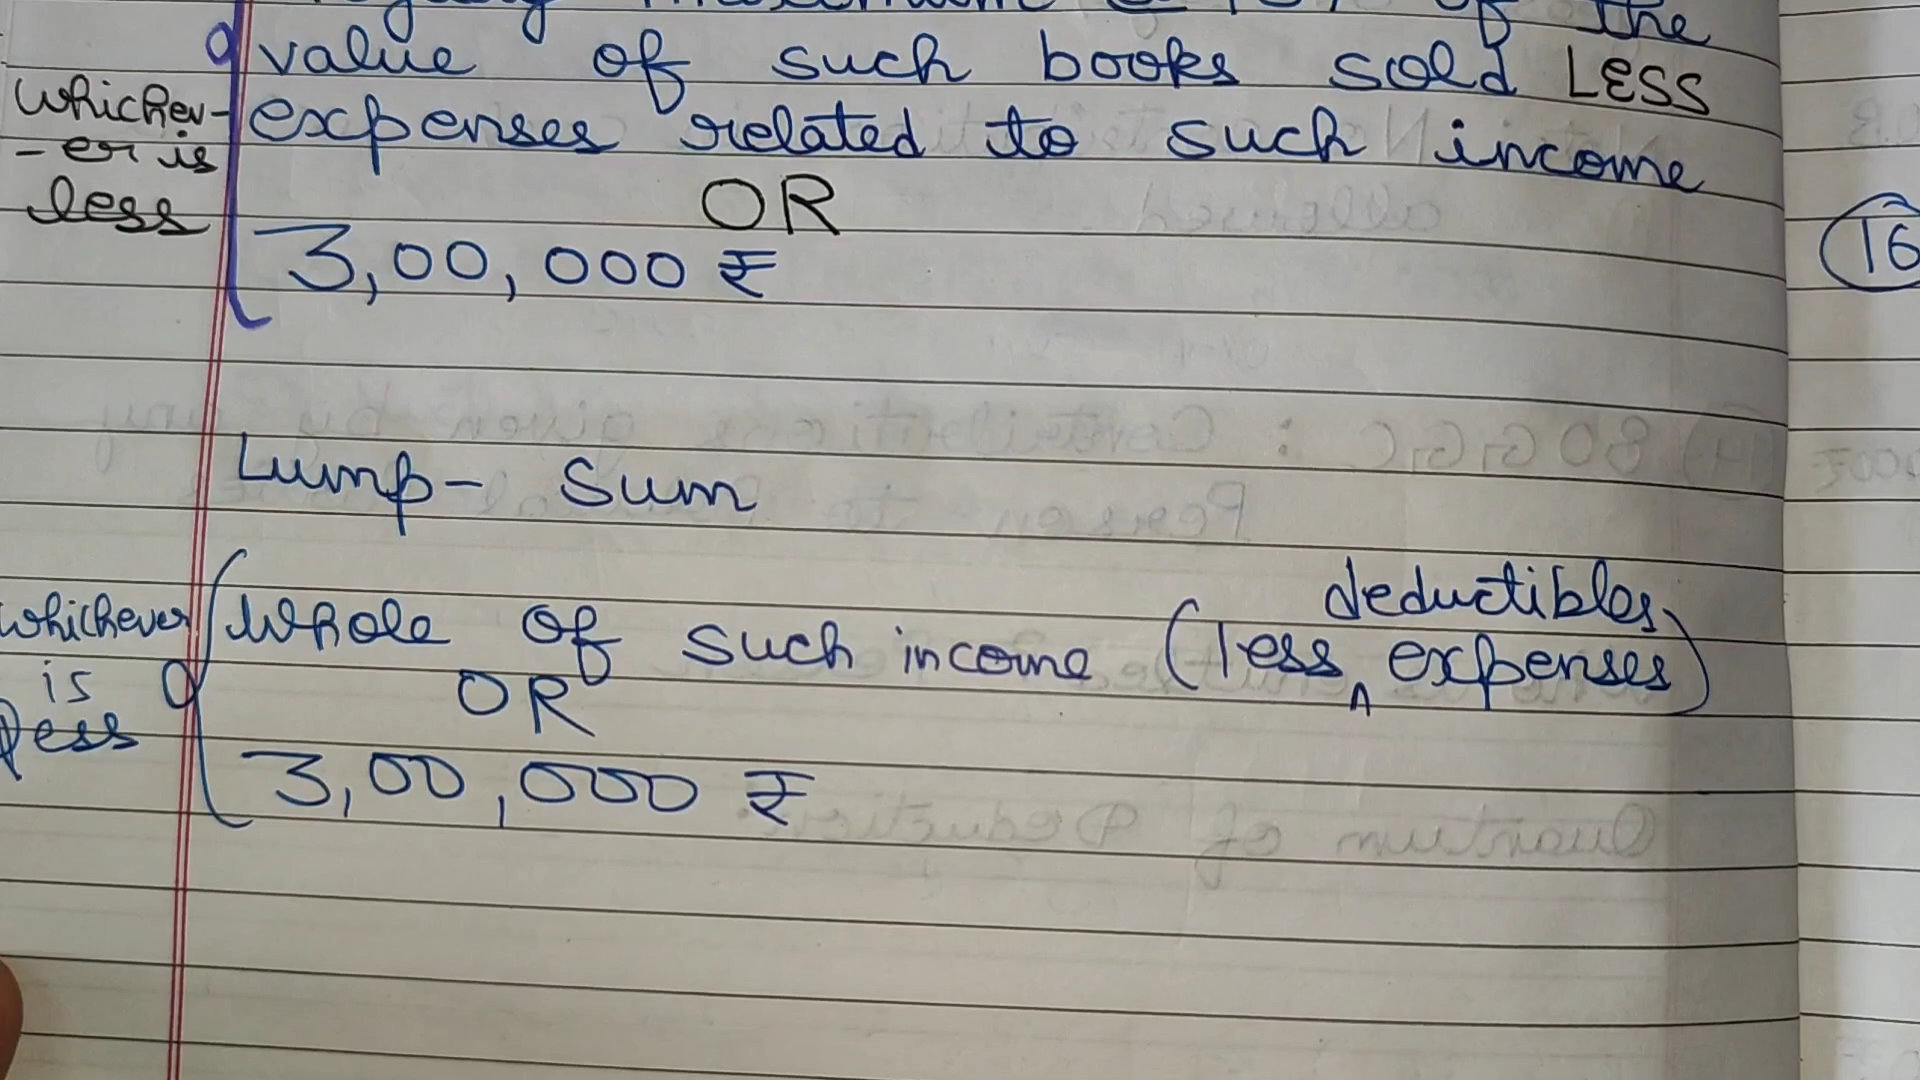 the
value of such books sold LESS
expenses related to such income
OR
3,00,000 ₹
whichev-
-er is
less
Lump- Sum
whole of such income (less deductibles expenses)
OR
3,00,000 ₹
whichever
is
less
16